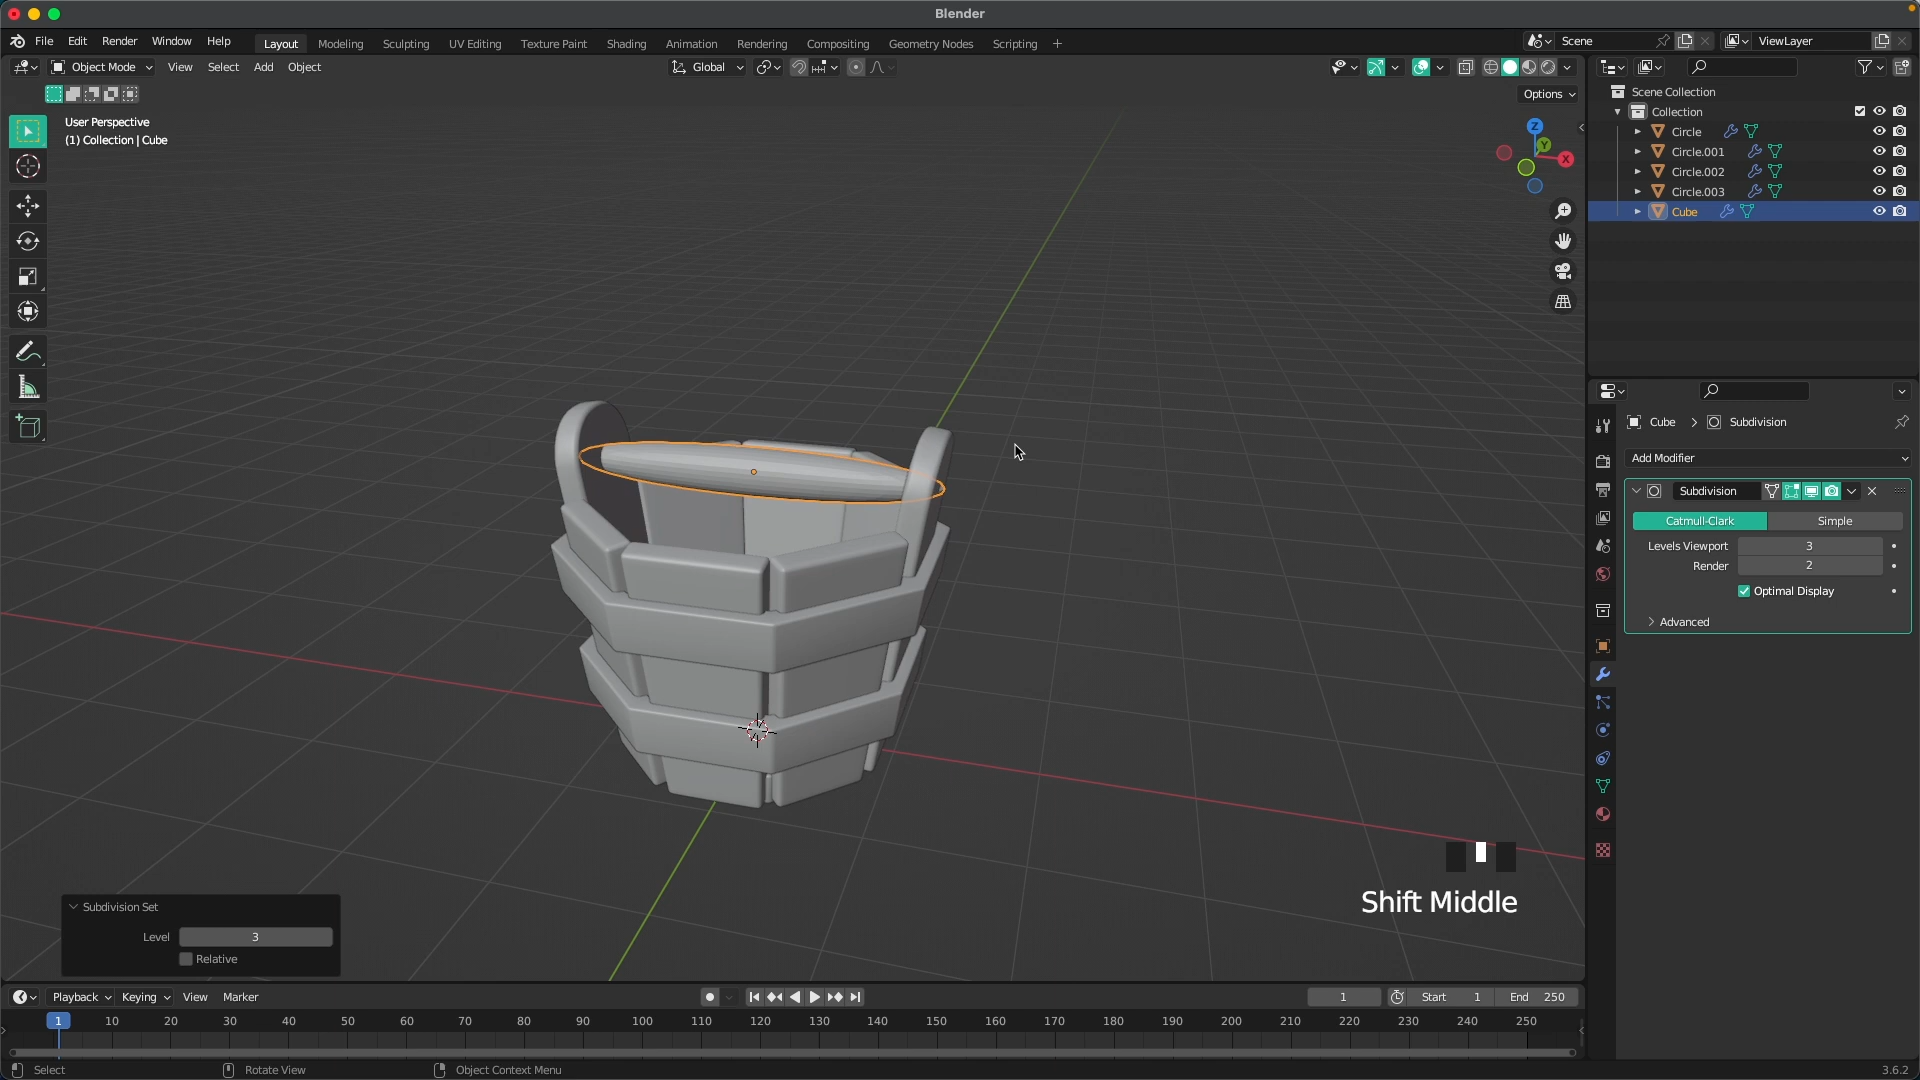 Blender
File Edit Render Window Help Layout Modeling Sculpting UV Editing Texture Paint Shading Animation Rendering Compositing Geometry Nodes Scripting Scene ViewLayer
Object Mode View Select Add Object Global
Options
User Perspective
(1) Collection | Cube
Z
Y
X
Scene Collection
Collection
Circle
Circle.001
Circle.002
Circle.003
Cube
Cube Subdivision
Add Modifier
Subdivision
Catmull-Clark Simple
Levels Viewport 3
Render 2
Optimal Display
Advanced
Shift Middle
Subdivision Set
Level 3
Relative
Playback Keying View Marker 1 Start 1 End 250
1 10 20 30 40 50 60 70 80 90 100 110 120 130 140 150 160 170 180 190 200 210 220 230 240 250
Select Rotate View Object Context Menu 3.6.2